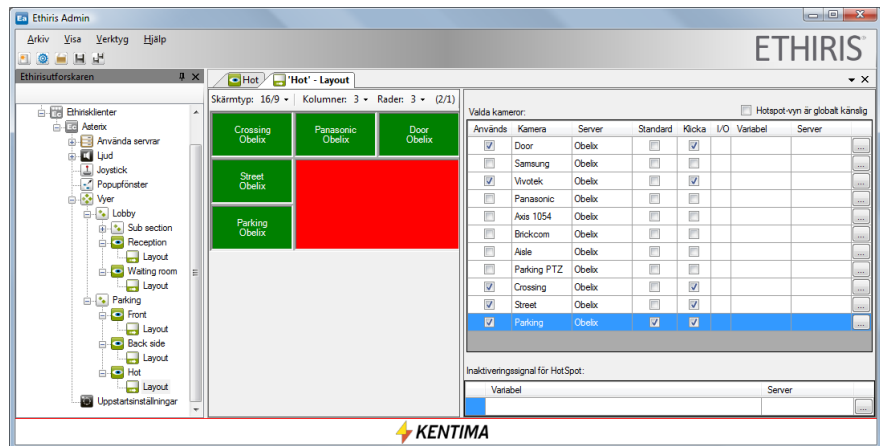 Ea Ethiris Admin
Arkiv Visa Verktyg Hjälp
ETHIRIS
Ethirisutforskaren
Hot 'Hot' - Layout
Skärmtyp: 16/9 Kolumner: 3 Rader: 3 (2/1)
Ethirisklienter
Asterix
Använda servrar
Ljud
Joystick
Popupfönster
Vyer
Lobby
Sub section
Reception
Layout
Waiting room
Layout
Parking
Front
Layout
Back side
Layout
Hot
Layout
Uppstartsinställningar
Crossing
Obelix
Panasonic
Obelix
Door
Obelix
Street
Obelix
Parking
Obelix
Valda kameror:
Hotspot-vyn är globalt känslig
Används Kamera Server Standard Klicka I/O Variabel Server
Door Obelix ...
Samsung Obelix ...
Vivotek Obelix ...
Panasonic Obelix ...
Axis 1054 Obelix ...
Brickcom Obelix ...
Aisle Obelix ...
Parking PTZ Obelix ...
Crossing Obelix ...
Street Obelix ...
Parking Obelix ...
Inaktiveringssignal för HotSpot:
Variabel Server
...
KENTIMA